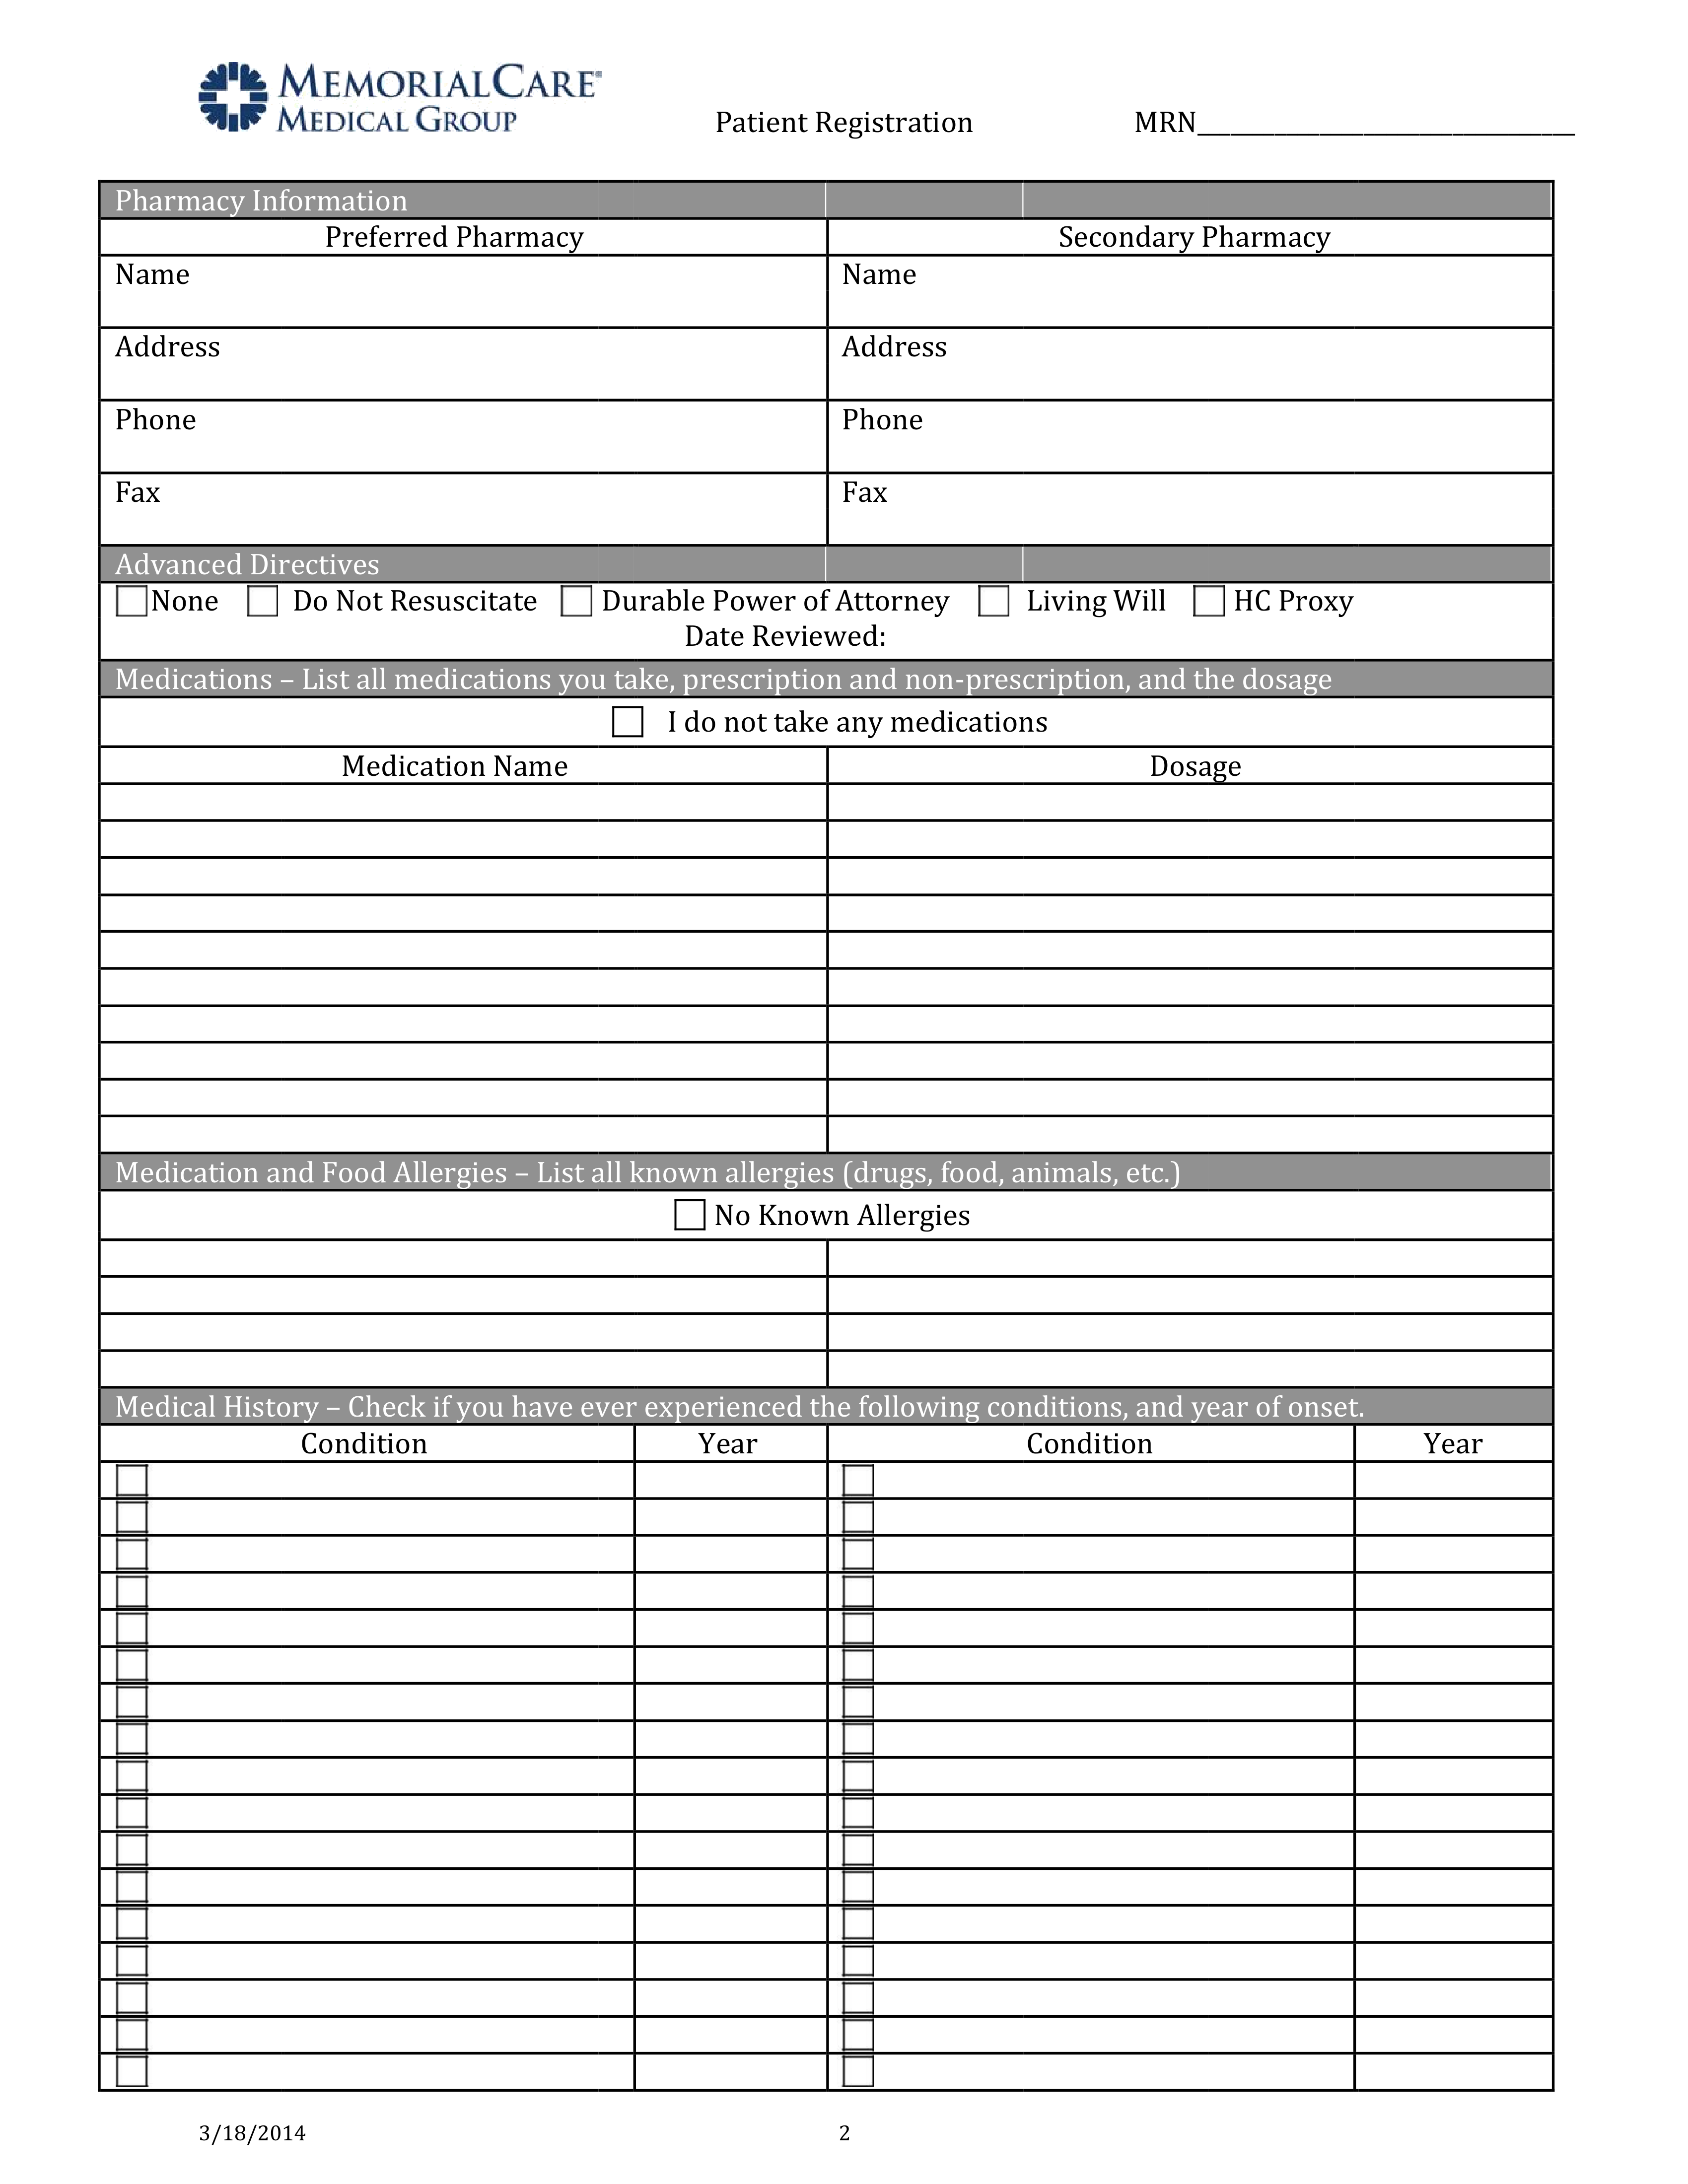 MEMORIALCARE®
MEDICAL GROUP
Patient Registration MRN__________________________
Pharmacy Information
Preferred Pharmacy Secondary Pharmacy
Name Name
Address Address
Phone Phone
Fax Fax
Advanced Directives
None Do Not Resuscitate Durable Power of Attorney Living Will HC Proxy
Date Reviewed:
Medications – List all medications you take, prescription and non-prescription, and the dosage
I do not take any medications
Medication Name Dosage
Medication and Food Allergies – List all known allergies (drugs, food, animals, etc.)
No Known Allergies
Medical History – Check if you have ever experienced the following conditions, and year of onset.
Condition Year Condition Year
3/18/2014 2